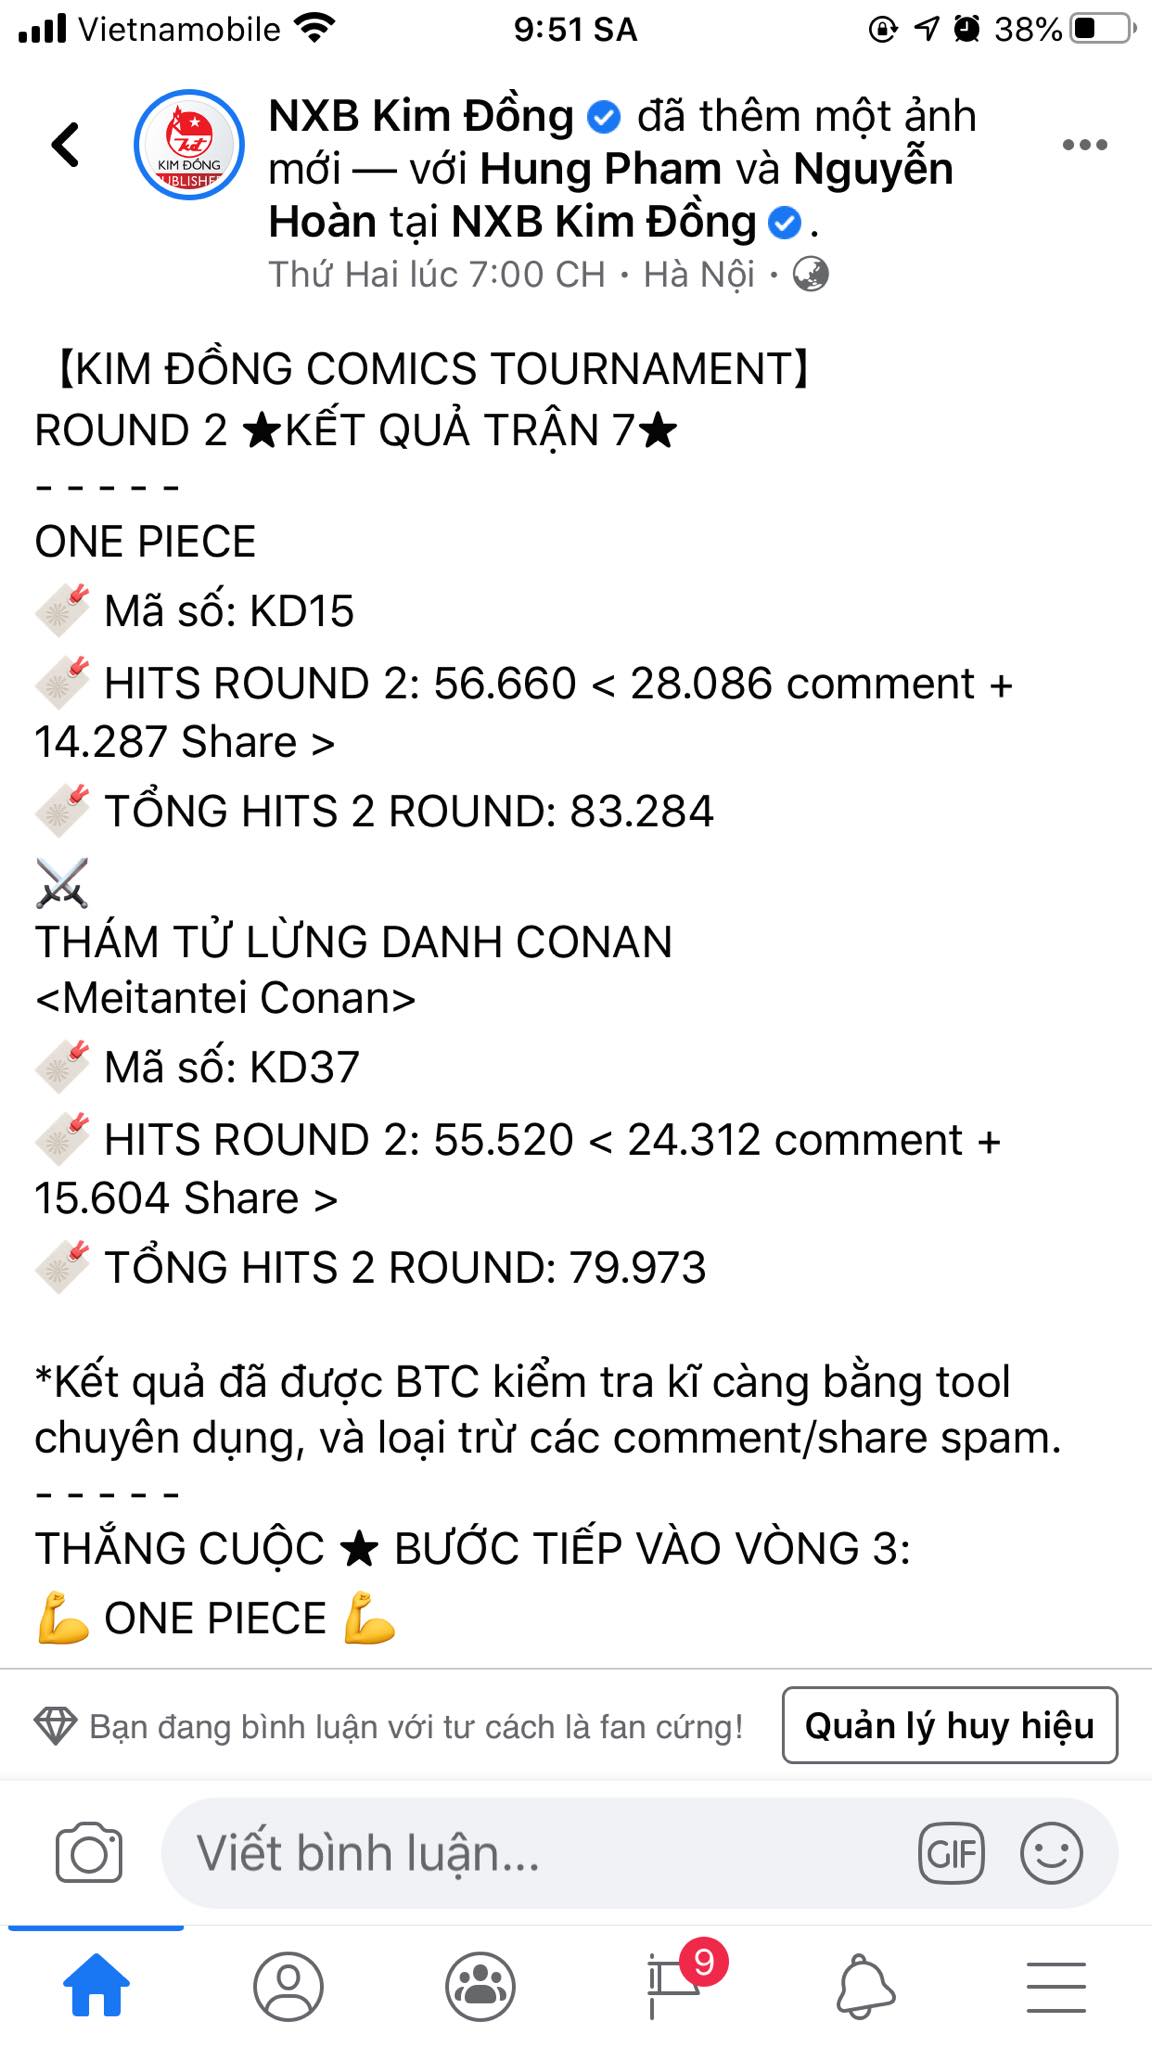 Vietnamobile 9:51 SA 38%
KIM ĐỒNG
PUBLISHER
NXB Kim Đồng đã thêm một ảnh
mới — với Hung Pham và Nguyễn
Hoàn tại NXB Kim Đồng .
Thứ Hai lúc 7:00 CH · Hà Nội ·
【KIM ĐỒNG COMICS TOURNAMENT】
ROUND 2 ★KẾT QUẢ TRẬN 7★
- - - - -
ONE PIECE
Mã số: KD15
HITS ROUND 2: 56.660 < 28.086 comment +
14.287 Share >
TỔNG HITS 2 ROUND: 83.284
⚔
THÁM TỬ LỪNG DANH CONAN
<Meitantei Conan>
Mã số: KD37
HITS ROUND 2: 55.520 < 24.312 comment +
15.604 Share >
TỔNG HITS 2 ROUND: 79.973
*Kết quả đã được BTC kiểm tra kĩ càng bằng tool
chuyên dụng, và loại trừ các comment/share spam.
- - - - -
THẮNG CUỘC ★ BƯỚC TIẾP VÀO VÒNG 3:
💪 ONE PIECE 💪
Bạn đang bình luận với tư cách là fan cứng! Quản lý huy hiệu
Viết bình luận... GIF
9